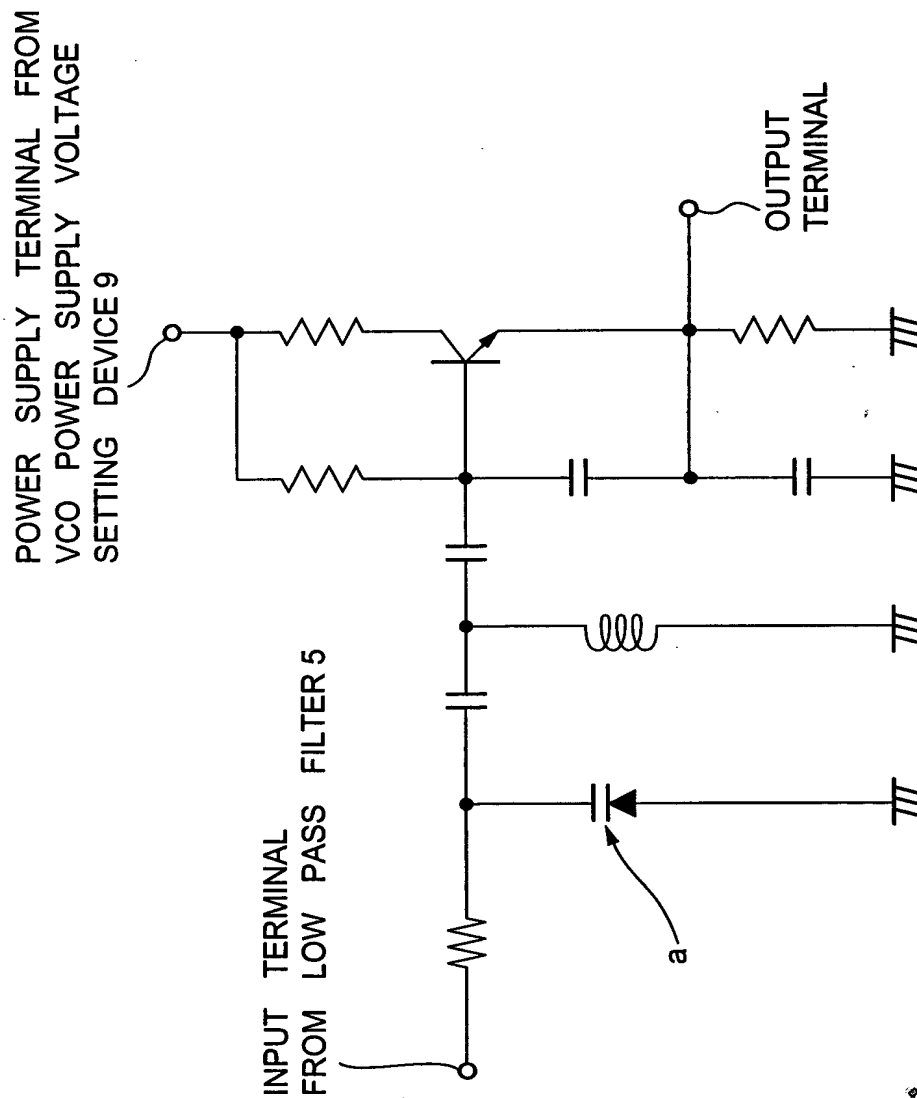 POWER SUPPLY TERMINAL FROM
VCO POWER SUPPLY VOLTAGE
SETTING DEVICE 9
INPUT TERMINAL
FROM LOW PASS FILTER 5
OUTPUT
TERMINAL
a